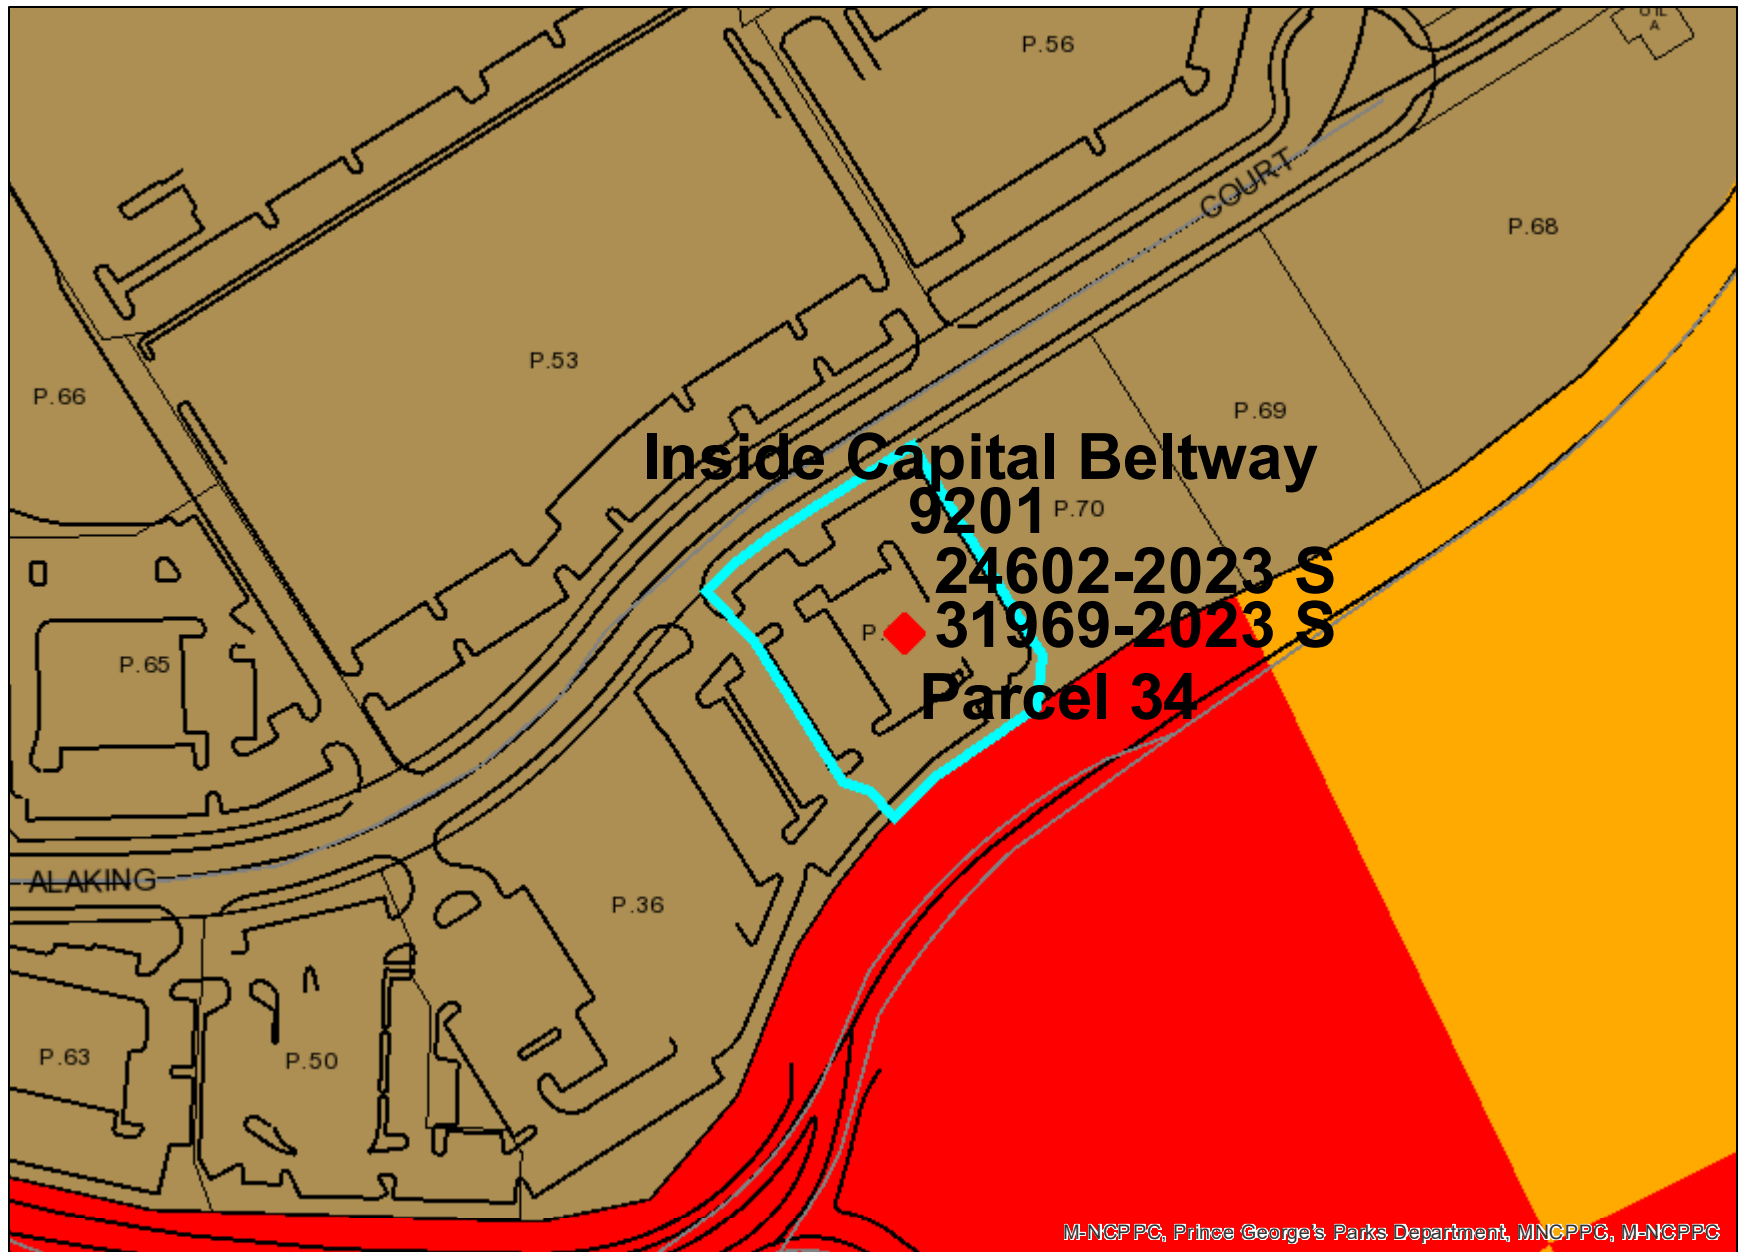 P.56
COURT
P.68
P.53
P.66
P.69
Inside Capital Beltway
9201
P.70
24602-2023 S
31969-2023 S
P.65
Parcel 34
ALAKING
P.36
P.63
P.50
M-NCPPC, Prince George's Parks Department, MNCPPC, M-NCPPC